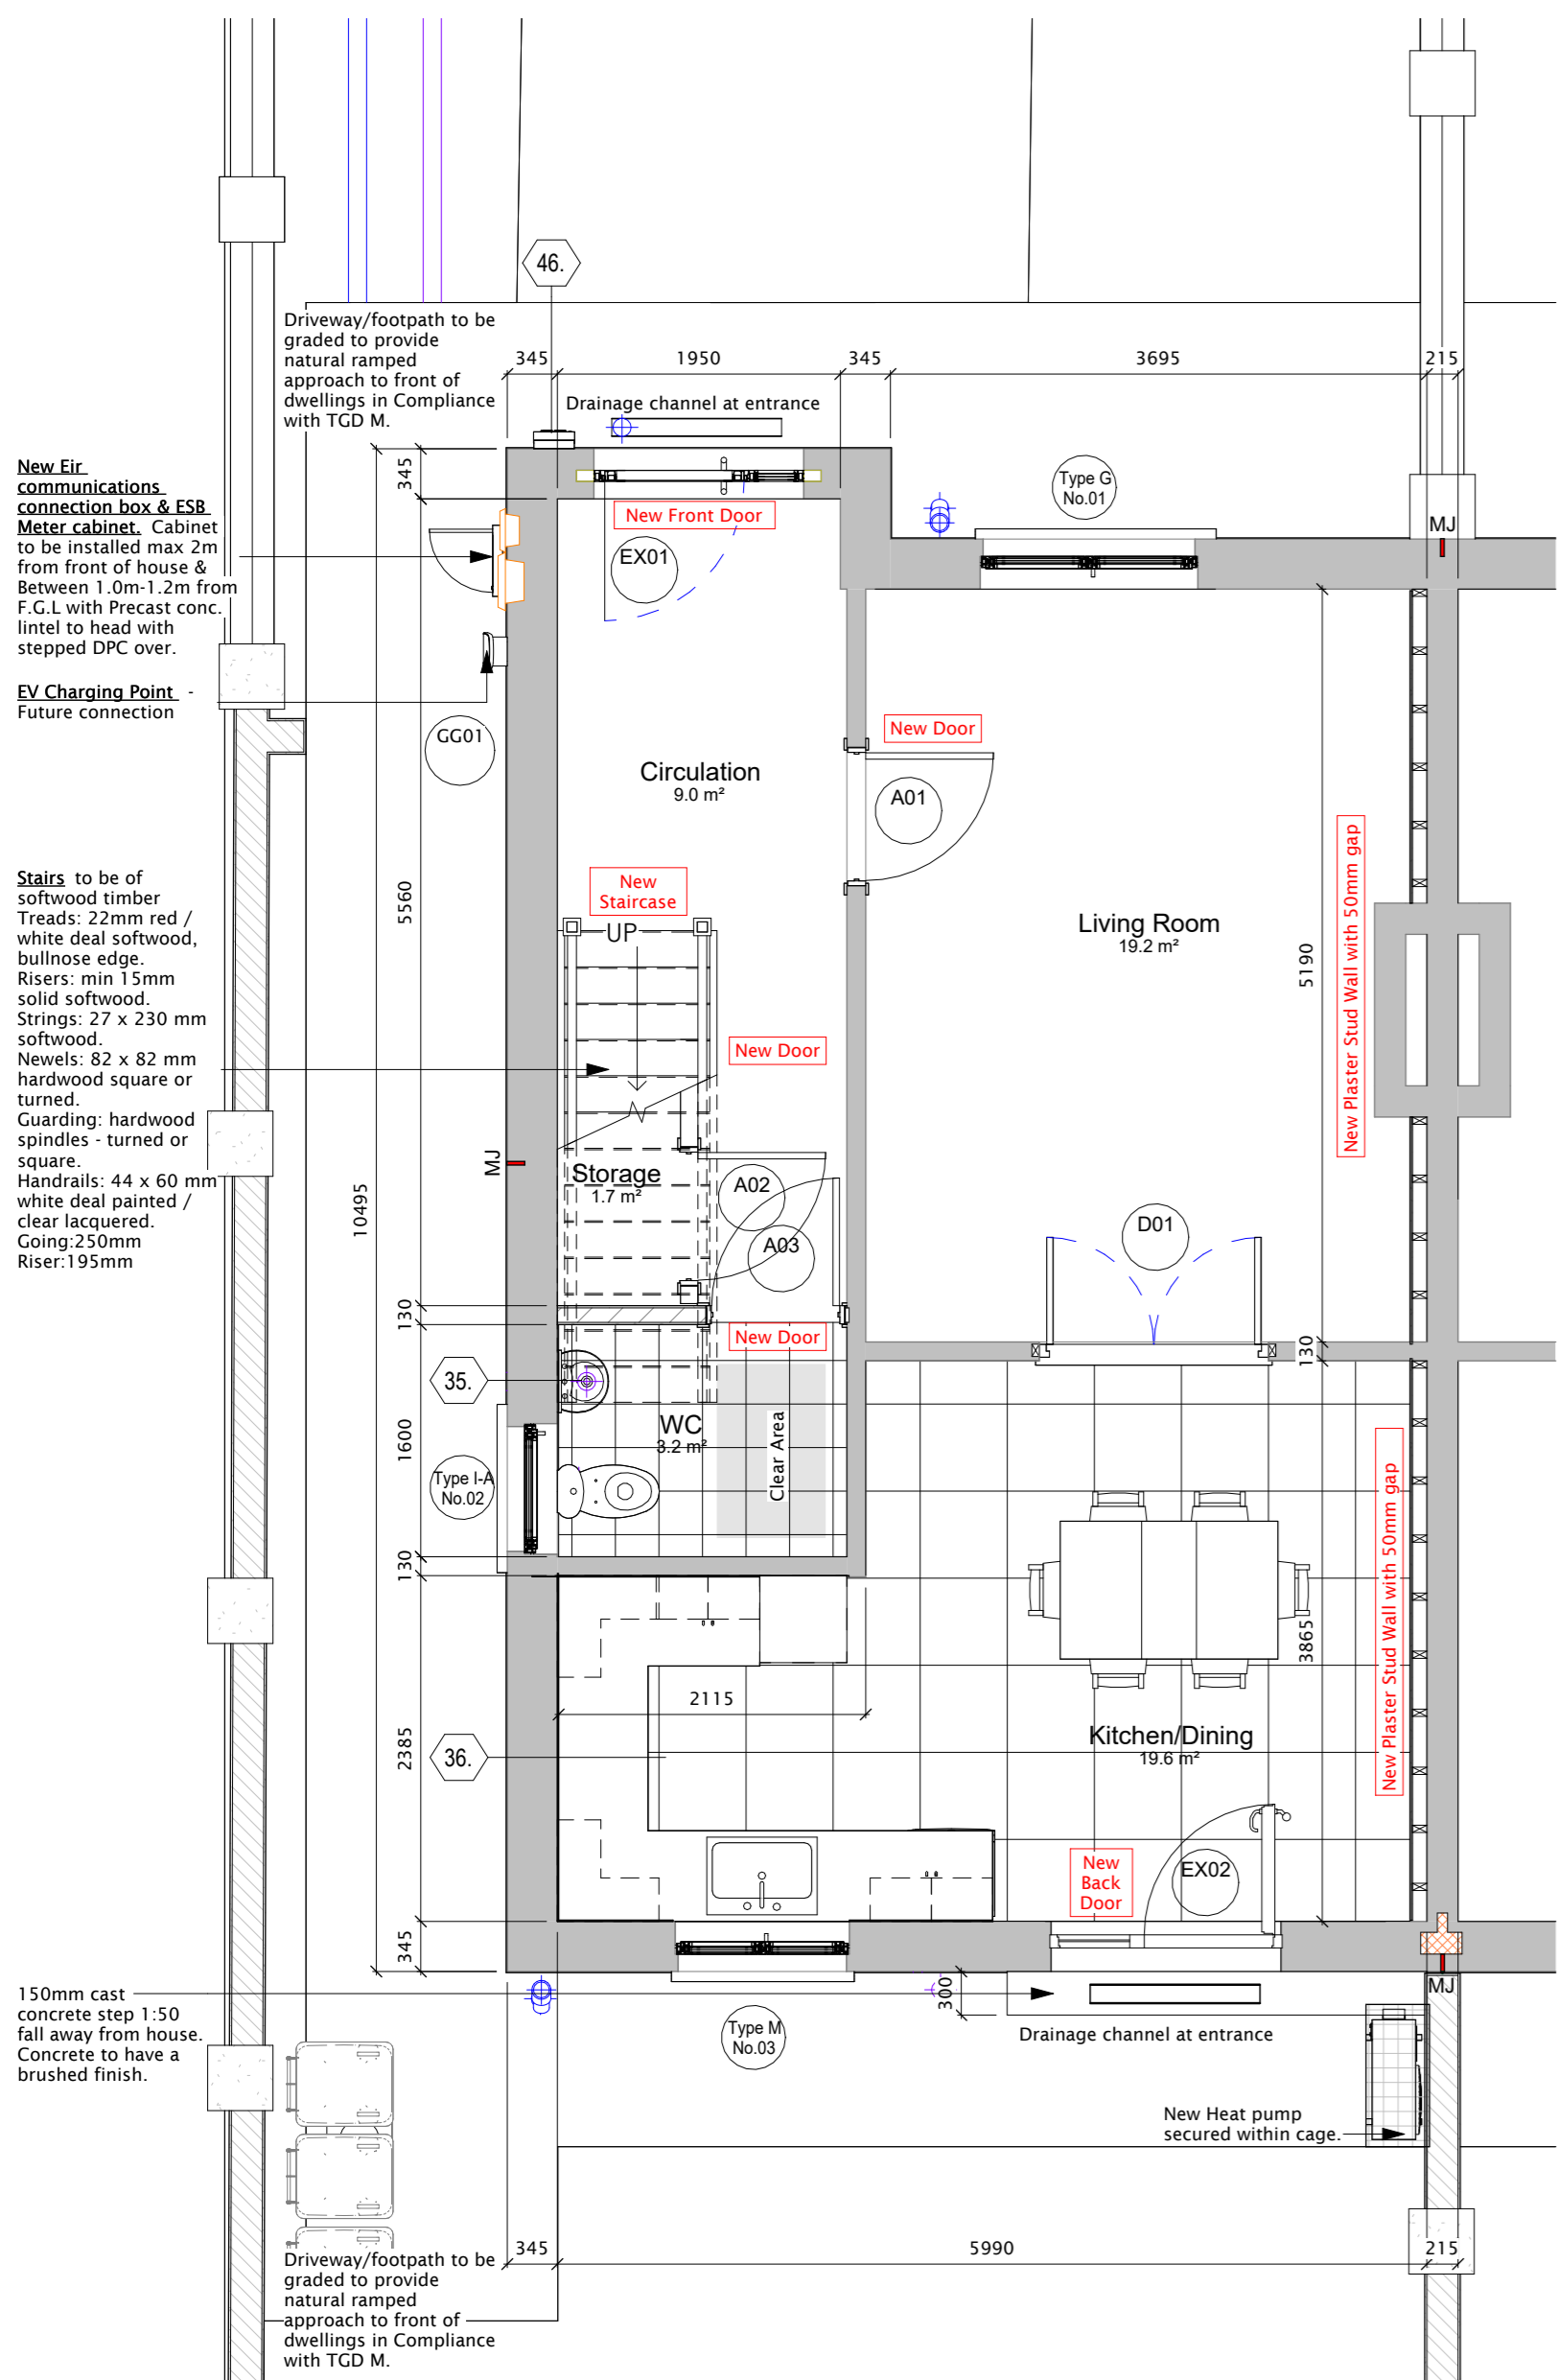 46.
Driveway/footpath to be
graded to provide
natural ramped
approach to front of
dwellings in Compliance
with TGD M.
345
1950
345
3695
215
Drainage channel at entrance
New Eir
communications
connection box & ESB
Meter cabinet. Cabinet
to be installed max 2m
from front of house &
Between 1.0m-1.2m from
F.G.L with Precast conc.
lintel to head with
stepped DPC over.
345
New Front Door
EX01
Type G
No.01
MJ
EV Charging Point -
Future connection
GG01
New Door
A01
Circulation
9.0 m²
New Plaster Stud Wall with 50mm gap
Stairs to be of
softwood timber
Treads: 22mm red /
white deal softwood,
bullnose edge.
Risers: min 15mm
solid softwood.
Strings: 27 x 230 mm
softwood.
Newels: 82 x 82 mm
hardwood square or
turned.
Guarding: hardwood
spindles - turned or
square.
Handrails: 44 x 60 mm
white deal painted /
clear lacquered.
Going:250mm
Riser:195mm
5560
New
Staircase
UP
Living Room
19.2 m²
5190
New Door
MJ
10495
Storage
1.7 m²
A02
A03
D01
130
New Door
130
35.
WC
3.2 m²
Clear Area
1600
Type I-A
No.02
130
New Plaster Stud Wall with 50mm gap
3865
2115
2385
36.
Kitchen/Dining
19.6 m²
New
Back
Door
EX02
345
150mm cast
concrete step 1:50
fall away from house.
Concrete to have a
brushed finish.
300
MJ
Type M
No.03
Drainage channel at entrance
New Heat pump
secured within cage.
345
5990
215
Driveway/footpath to be
graded to provide
natural ramped
approach to front of
dwellings in Compliance
with TGD M.